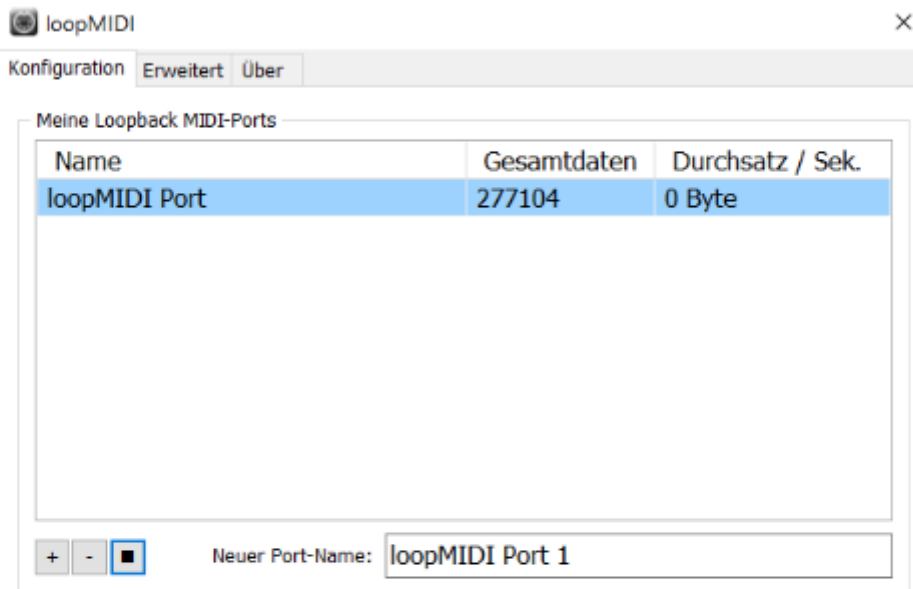 loopMIDI
Konfiguration Erweitert Über
Meine Loopback MIDI-Ports
Name Gesamtdaten Durchsatz / Sek.
loopMIDI Port 277104 0 Byte
+ - Neuer Port-Name: loopMIDI Port 1